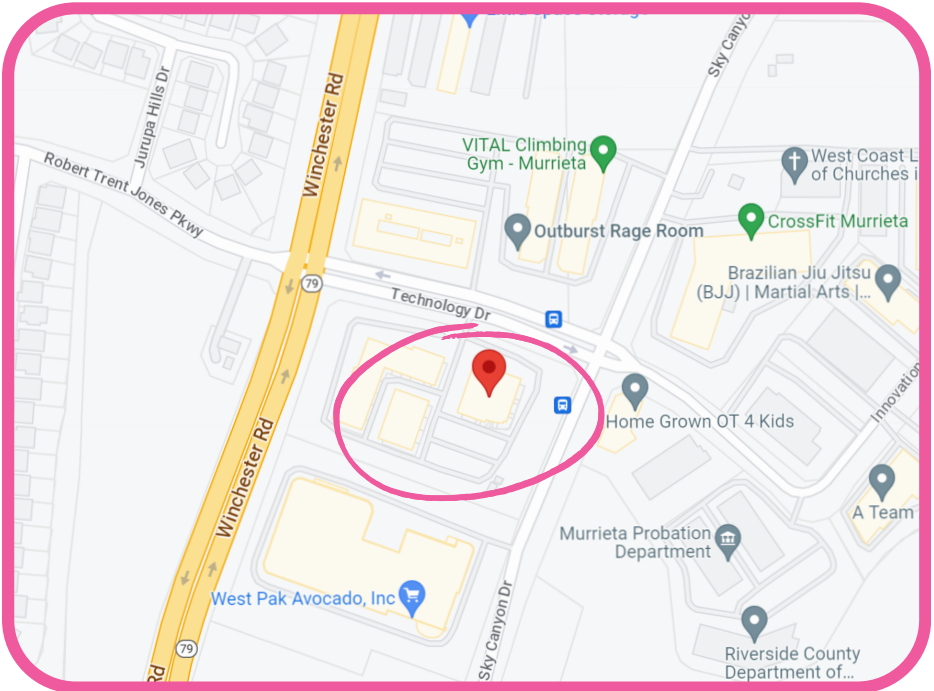 Sky Canyo
Jurupa Hills Dr
Winchester Rd
VITAL Climbing
Gym - Murrieta
West Coast L
of Churches i
Robert Trent Jones Pkwy
CrossFit Murrieta
Outburst Rage Room
Brazilian Jiu Jitsu
(BJJ) | Martial Arts |...
79
Technology Dr
Innovation
Home Grown OT 4 Kids
Winchester Rd
A Team
Murrieta Probation
Department
West Pak Avocado, Inc
Sky Canyon Dr
79
Riverside County
Department of...
Rd